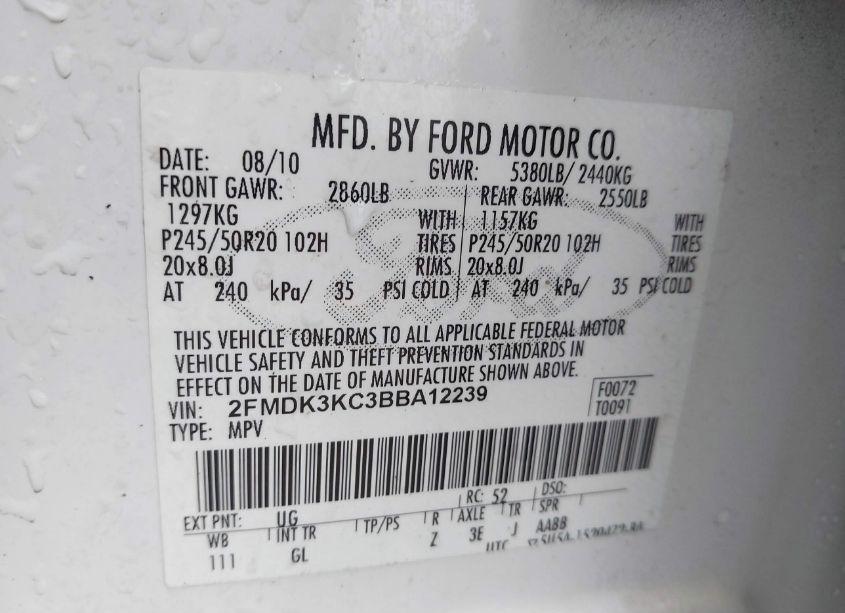 MFD. BY FORD MOTOR CO.
DATE: 08/10 GVWR: 5380LB/ 2440KG
FRONT GAWR: 2860LB REAR GAWR: 2550LB
1297KG WITH 1157KG WITH
P245/50R20 102H TIRES P245/50R20 102H TIRES
20x8.0J RIMS 20x8.0J RIMS
AT 240 kPa/ 35 PSI COLD AT 240 kPa/ 35 PSI COLD
Ford
THIS VEHICLE CONFORMS TO ALL APPLICABLE FEDERAL MOTOR
VEHICLE SAFETY AND THEFT PREVENTION STANDARDS IN
EFFECT ON THE DATE OF MANUFACTURE SHOWN ABOVE.
VIN: 2FMDK3KC3BBA12239 F0072
TYPE: MPV T0091
RC: 52 DSO:
EXT PNT: UG
WB INT TR TP/PS R AXLE TR SPR
111 GL Z 3E J AABB
UTC